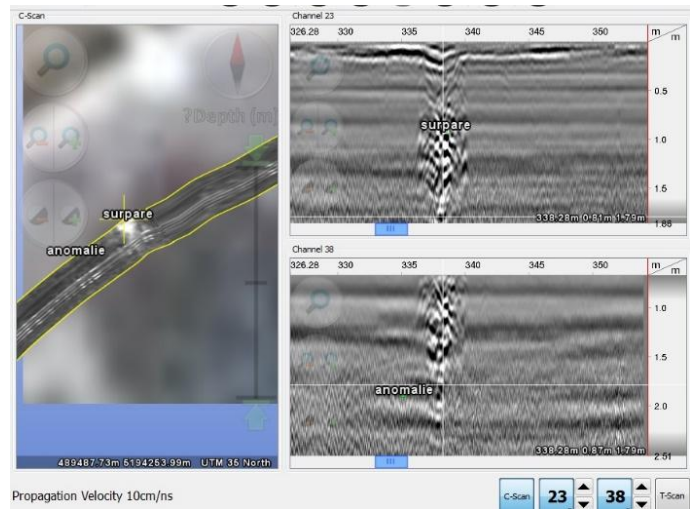 C-Scan
?Depth (m)
surpare
anomalie
489487.73m 5194253.99m UTM 35 North
Channel 23
326.28 330 335 340 345 350 m m
0.5
surpare
1.0
1.5
338.28m 0.81m 1.79m
1.88
Channel 38
326.28 330 335 340 345 350 m m
1.0
1.5
anomalie
2.0
338.28m 0.87m 1.79m
2.51
Propagation Velocity 10cm/ns
C-Scan 23 38 T-Scan